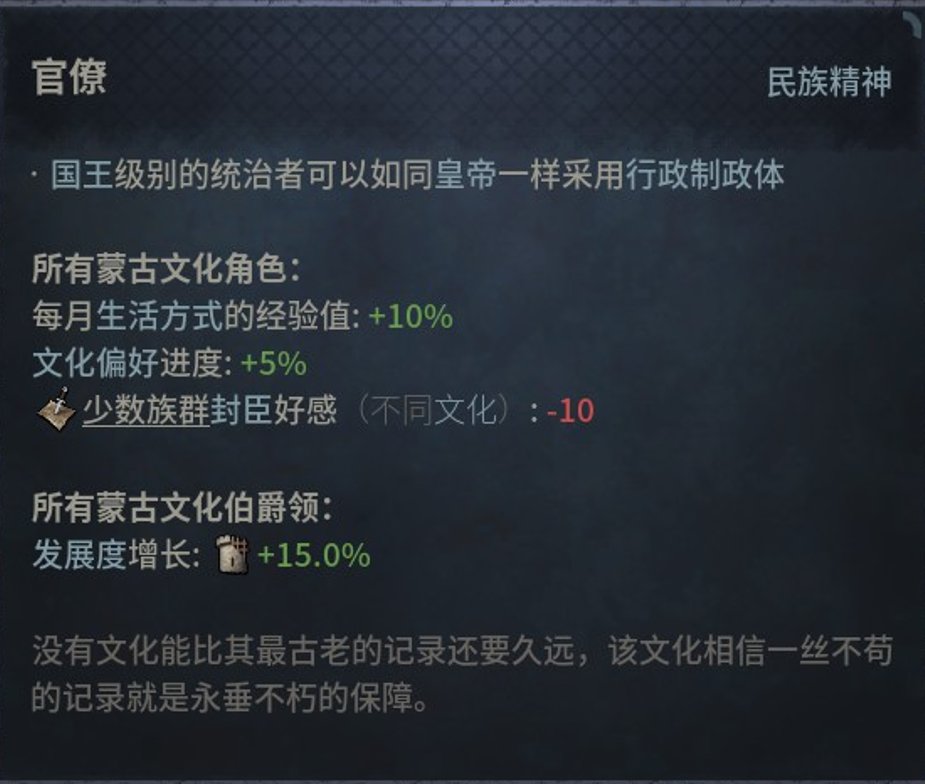 官僚
民族精神
· 国王级别的统治者可以如同皇帝一样采用行政制政体
所有蒙古文化角色：
每月生活方式的经验值: +10%
文化偏好进度: +5%
少数族群封臣好感（不同文化）: -10
所有蒙古文化伯爵领：
发展度增长: +15.0%
没有文化能比其最古老的记录还要久远，该文化相信一丝不苟
的记录就是永垂不朽的保障。